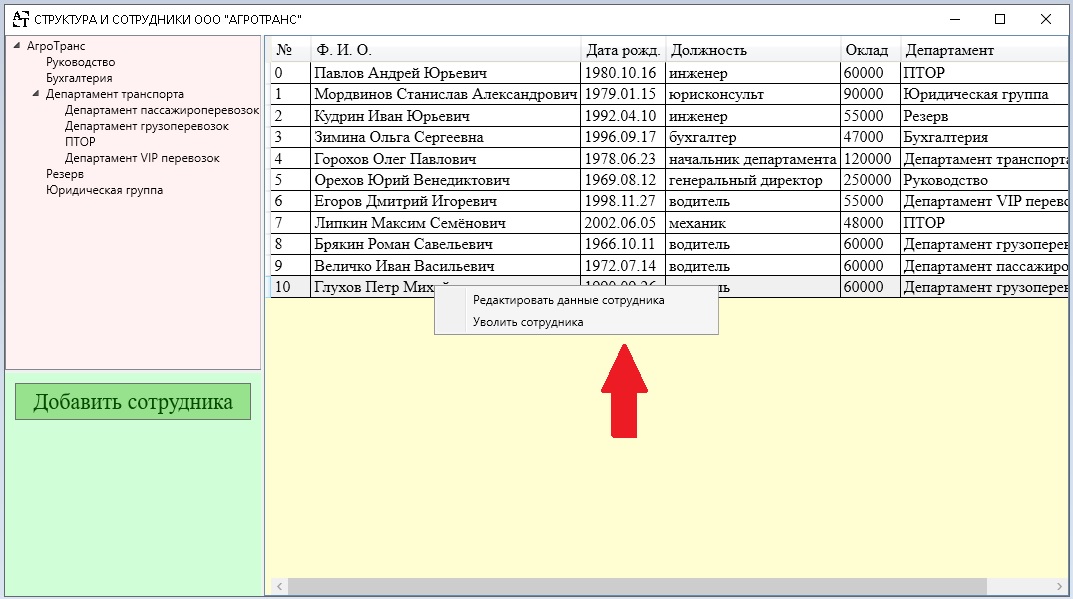 СТРУКТУРА И СОТРУДНИКИ ООО "АГРОТРАНС"
АгроТранс
Руководство
Бухгалтерия
Департамент транспорта
Департамент пассажироперевозок
Департамент грузоперевозок
ПТОР
Департамент VIP перевозок
Резерв
Юридическая группа
Добавить сотрудника
№ Ф. И. О. Дата рожд. Должность Оклад Департамент
0 Павлов Андрей Юрьевич 1980.10.16 инженер 60000 ПТОР
1 Мордвинов Станислав Александрович 1979.01.15 юрисконсульт 90000 Юридическая группа
2 Кудрин Иван Юрьевич 1992.04.10 инженер 55000 Резерв
3 Зимина Ольга Сергеевна 1996.09.17 бухгалтер 47000 Бухгалтерия
4 Горохов Олег Павлович 1978.06.23 начальник департамента 120000 Департамент транспорта
5 Орехов Юрий Венедиктович 1969.08.12 генеральный директор 250000 Руководство
6 Егоров Дмитрий Игоревич 1998.11.27 водитель 55000 Департамент VIP перево
7 Липкин Максим Семёнович 2002.06.05 механик 48000 ПТОР
8 Брякин Роман Савельевич 1966.10.11 водитель 60000 Департамент грузоперев
9 Величко Иван Васильевич 1972.07.14 водитель 60000 Департамент пассажиро
10 Глухов Петр 60000 Департамент грузоперев
Редактировать данные сотрудника
Уволить сотрудника